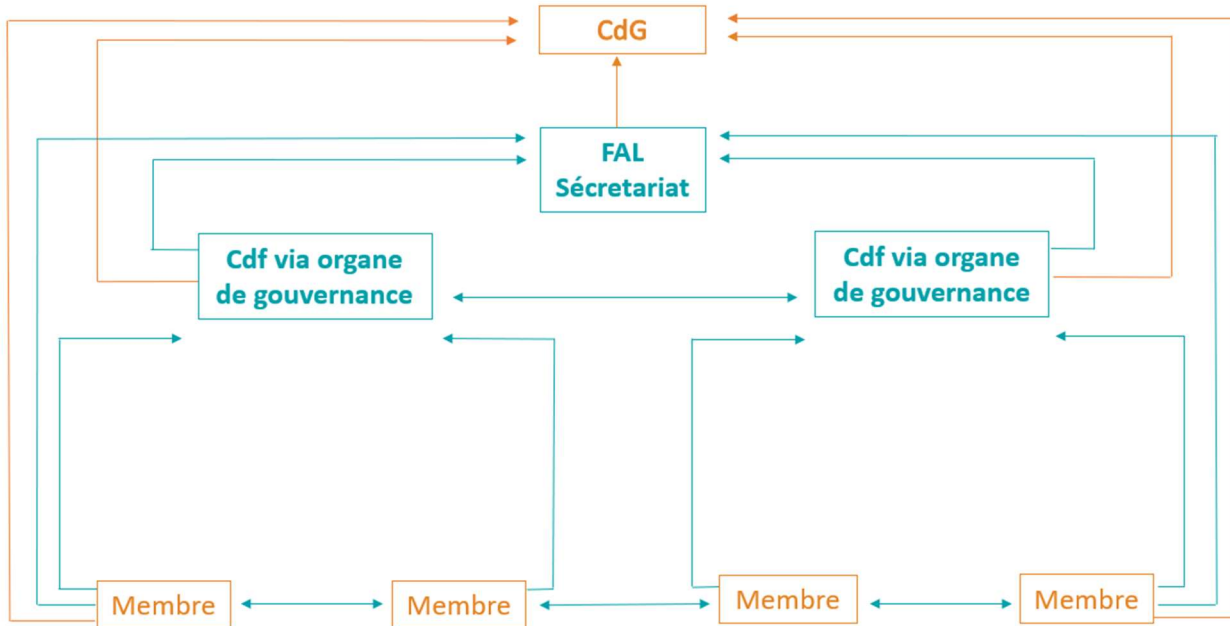 CdG
FAL
Sécretariat
Cdf via organe
de gouvernance
Cdf via organe
de gouvernance
Membre
Membre
Membre
Membre